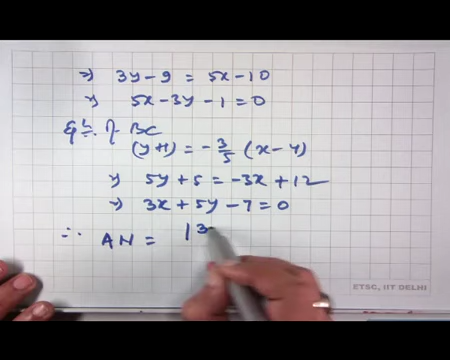 ⇒ 3y - 9 = 5x - 10
⇒ 5x - 3y - 1 = 0
Eqn. of BC
(y+1) = -3/5 (x - 4)
⇒ 5y + 5 = -3x + 12
⇒ 3x + 5y - 7 = 0
∴ AN = |3
ETSC, IIT DELHI